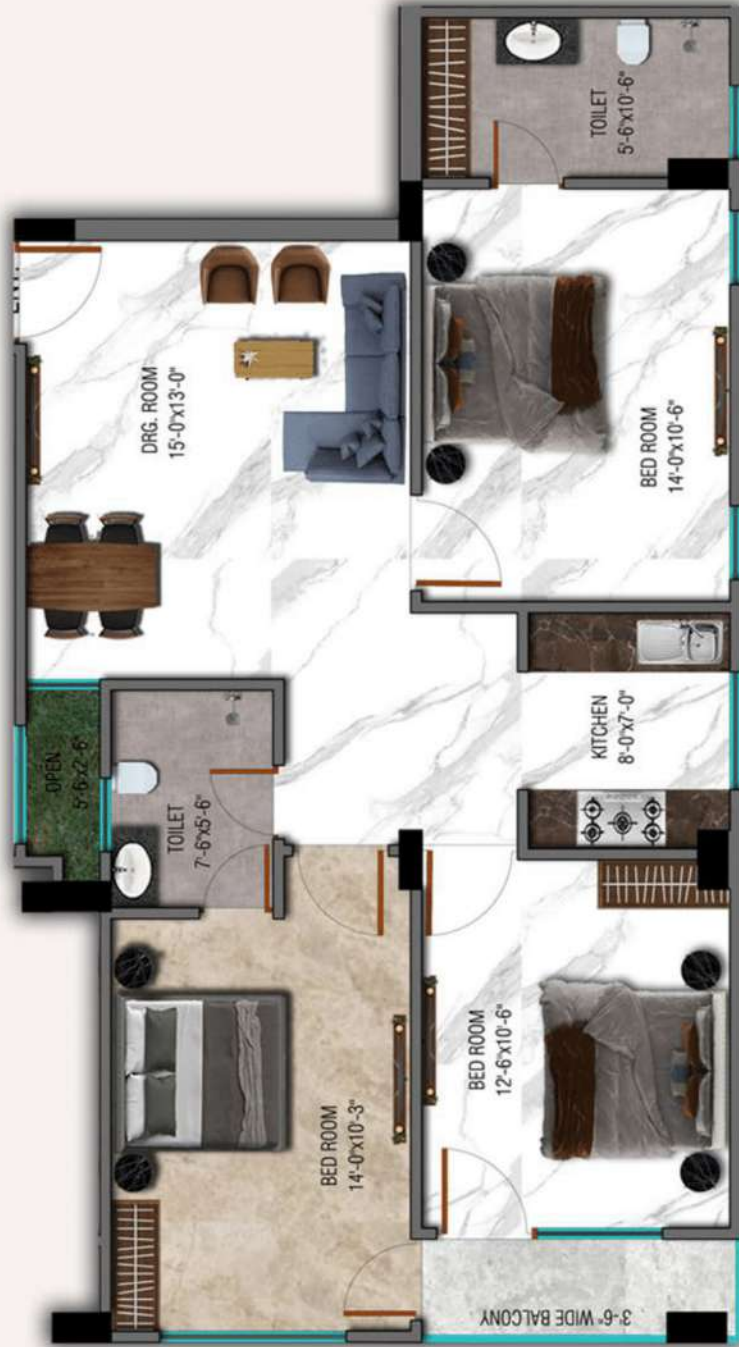 TOILET
5'-6"x10'-6"
DRG. ROOM
15'-0"x13'-0"
BED ROOM
14'-0"x10'-6"
OPEN
5'-6x2'-6"
TOILET
7'-6"x5'-6"
KITCHEN
8'-0"x7'-0"
BED ROOM
14'-0"x10'-3"
BED ROOM
12'-6"x10'-6"
3'-6" WIDE BALCONY